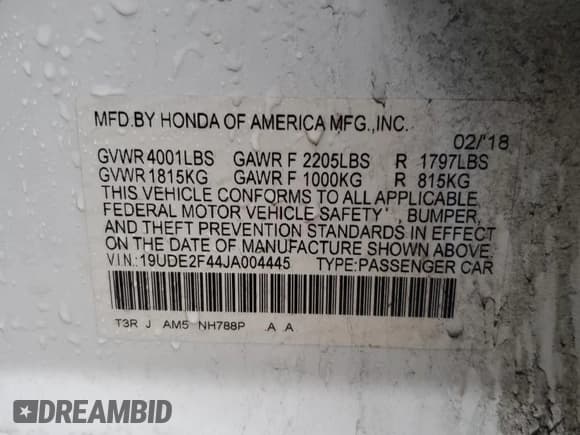 MFD.BY HONDA OF AMERICA MFG.,INC.
02/'18
GVWR 4001LBS GAWR F 2205LBS R 1797LBS
GVWR 1815KG GAWR F 1000KG R 815KG
THIS VEHICLE CONFORMS TO ALL APPLICABLE
FEDERAL MOTOR VEHICLE SAFETY , BUMPER,
AND THEFT PREVENTION STANDARDS IN EFFECT
ON THE DATE OF MANUFACTURE SHOWN ABOVE.
VIN: 19UDE2F44JA004445 TYPE:PASSENGER CAR
T3R J AM5 NH788P A A
DREAMBID